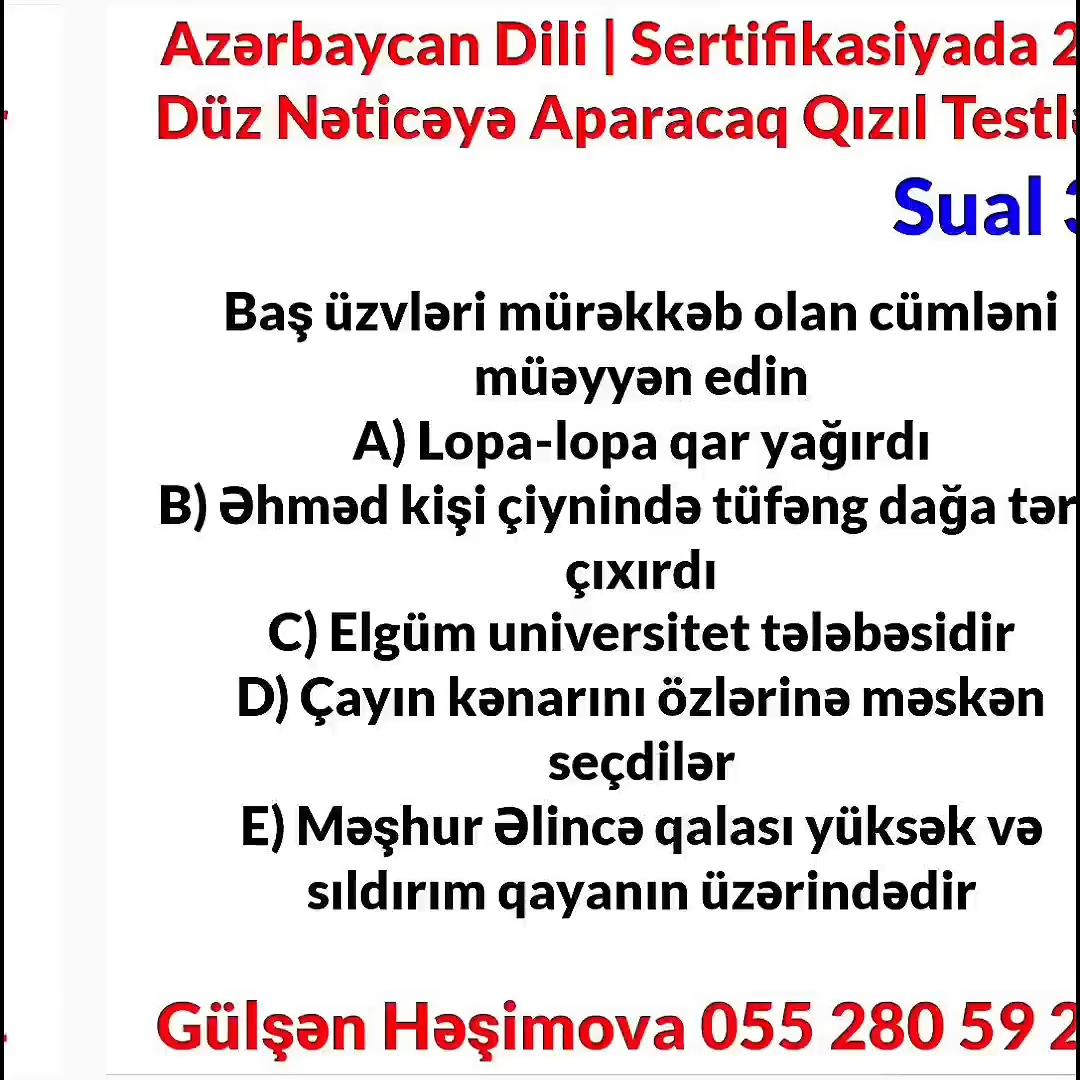 Azərbaycan Dili | Sertifikasiyada 2
Düz Nəticəyə Aparacaq Qızıl
Sual
Baş üzvləri mürəkkəb olan cümləni
müəyyən edin
A) Lopa-lopa qar yağırdı
B) Əhməd kişi çiynində tüfəng dağa
çıxırdı
C) Elgüm universitet tələbəsidir
D) Çayın kənarını özlərinə məskən
seçdilər
E) Məşhur Əlincə qalası yüksək və
sıldırım qayanın üzərindədir
Gülşən Həşimova 055 280 59 2